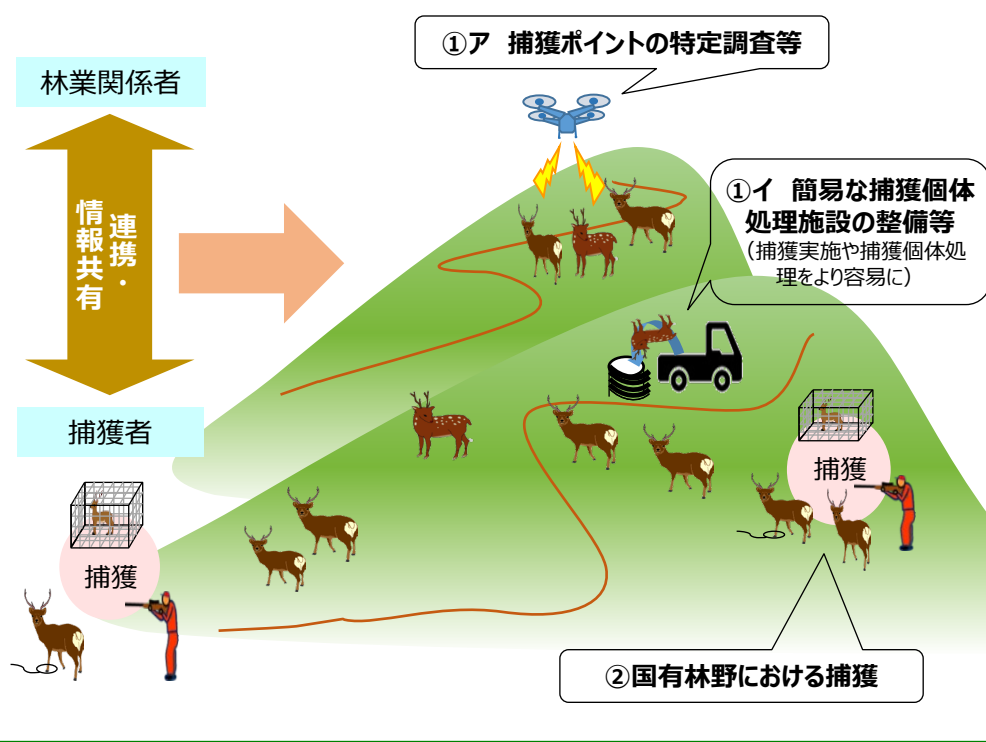 ①ア 捕獲ポイントの特定調査等
林業関係者
連携・
情報共有
捕獲者
①イ 簡易な捕獲個体
処理施設の整備等
（捕獲実施や捕獲個体処
理をより容易に）
捕獲
捕獲
②国有林野における捕獲